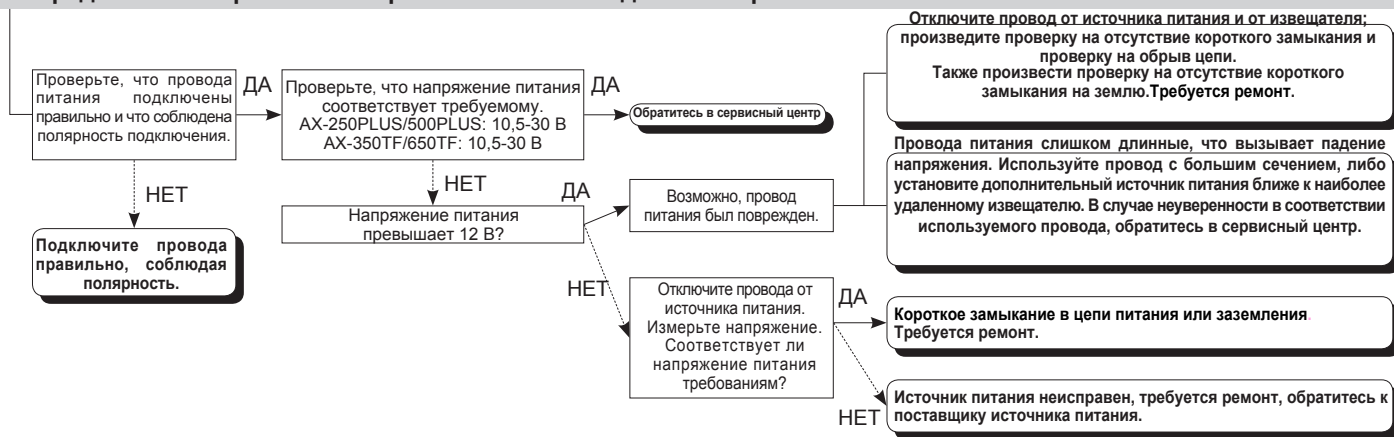 Проверьте, что провода
питания подключены
правильно и что соблюдена
полярность подключения.
ДА
НЕТ
Подключите провода
правильно, соблюдая
полярность.
Проверьте, что напряжение питания
соответствует требуемому.
AX-250PLUS/500PLUS: 10,5-30 В
AX-350TF/650TF: 10,5-30 В
ДА
Обратитесь в сервисный центр
НЕТ
Напряжение питания
превышает 12 В?
ДА
Возможно, провод
питания был поврежден.
Отключите провод от источника питания и от извещателя;
произведите проверку на отсутствие короткого замыкания и
проверку на обрыв цепи.
Также произвести проверку на отсутствие короткого
замыкания на землю.Требуется ремонт.
Провода питания слишком длинные, что вызывает падение
напряжения. Используйте провод с большим сечением, либо
установите дополнительный источник питания ближе к наиболее
удаленному извещателю. В случае неуверенности в соответствии
используемого провода, обратитесь в сервисный центр.
НЕТ
Отключите провода от
источника питания.
Измерьте напряжение.
Соответствует ли
напряжение питания
требованиям?
ДА
Короткое замыкание в цепи питания или заземления.
Требуется ремонт.
НЕТ
Источник питания неисправен, требуется ремонт, обратитесь к
поставщику источника питания.